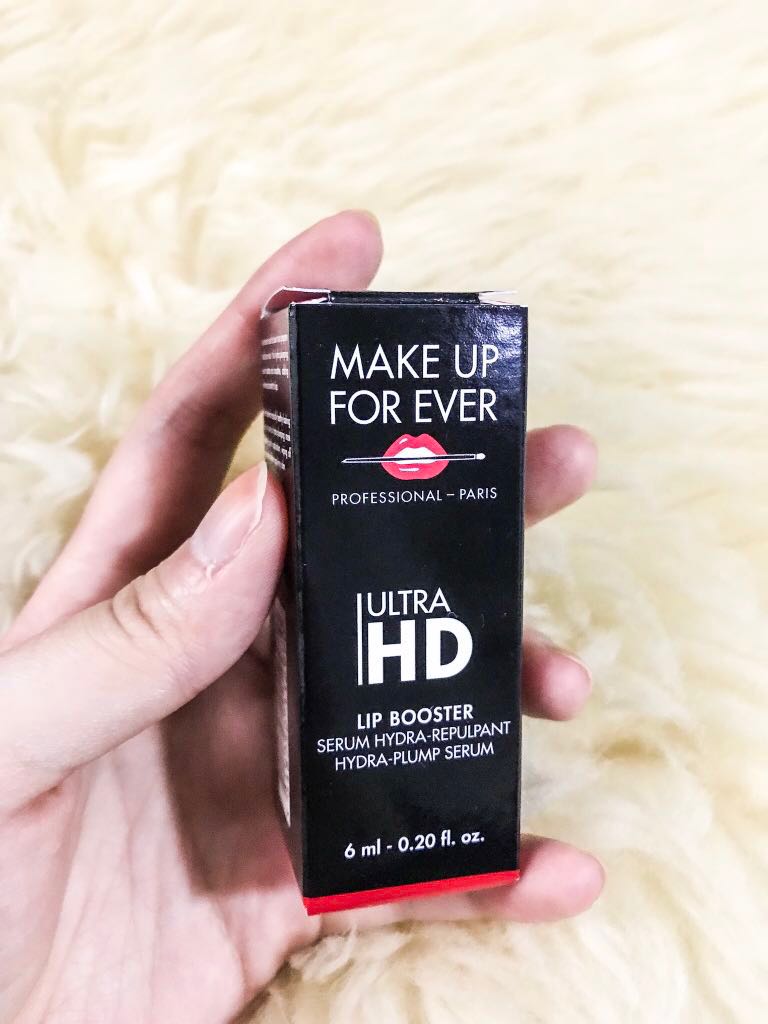 MAKE UP
FOR EVER
PROFESSIONAL – PARIS
ULTRA
HD
LIP BOOSTER
SERUM HYDRA-REPULPANT
HYDRA-PLUMP SERUM
6 ml - 0.20 fl. oz.